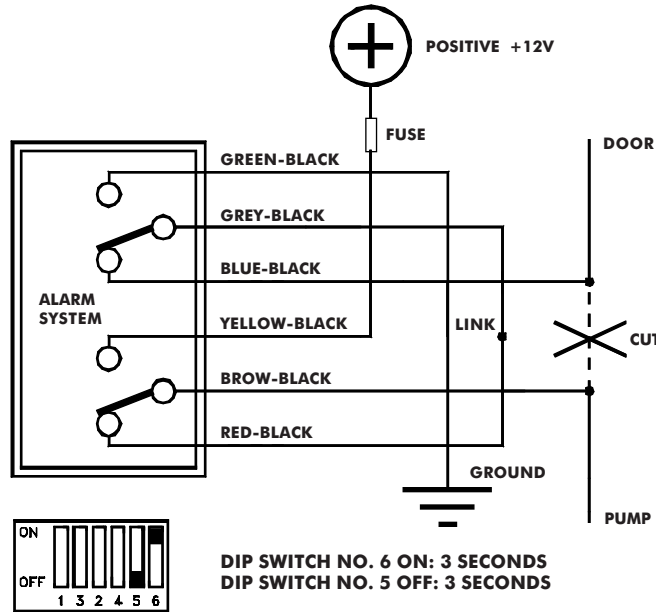 POSITIVE +12V
FUSE
DOOR
GREEN-BLACK
GREY-BLACK
BLUE-BLACK
ALARM
SYSTEM
YELLOW-BLACK
LINK
CUT
BROW-BLACK
RED-BLACK
GROUND
PUMP
ON
OFF
1 3 2 4 5 6
DIP SWITCH NO. 6 ON: 3 SECONDS
DIP SWITCH NO. 5 OFF: 3 SECONDS